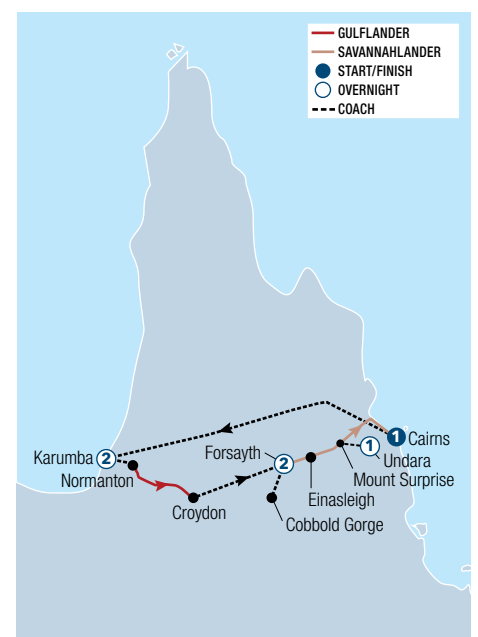 GULFLANDER
SAVANNAHLANDER
START/FINISH
OVERNIGHT
COACH
1 Cairns
Karumba 2
Forsayth
2
1
Undara
Normanton
Mount Surprise
Einasleigh
Croydon
Cobbold Gorge